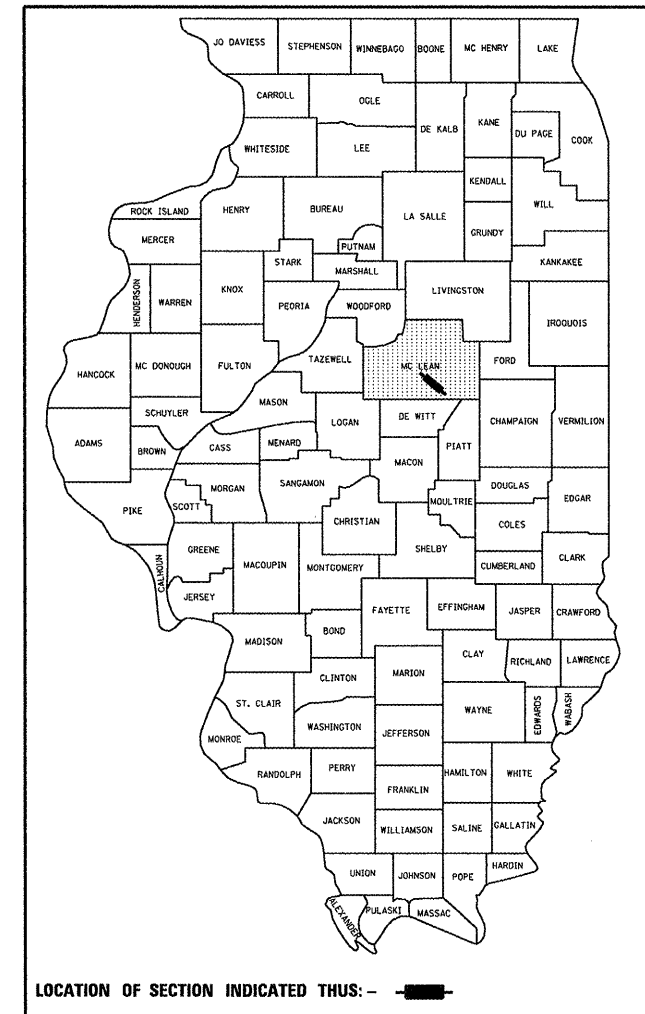 JO DAVIESS STEPHENSON WINNEBAGO BOONE MC HENRY LAKE
CARROLL OGLE DE KALB KANE DU PAGE COOK
WHITESIDE LEE KENDALL WILL
ROCK ISLAND HENRY BUREAU LA SALLE GRUNDY
MERCER PUTNAM KANKAKEE
HENDERSON WARREN KNOX STARK MARSHALL LIVINGSTON
PEORIA WOODFORD IROQUOIS
HANCOCK MC DONOUGH FULTON TAZEWELL MC LEAN FORD
SCHUYLER MASON LOGAN DE WITT CHAMPAIGN VERMILION
ADAMS BROWN CASS MENARD MACON PIATT
PIKE SCOTT MORGAN SANGAMON MOULTRIE DOUGLAS EDGAR
CHRISTIAN COLES
CALHOUN GREENE MACOUPIN MONTGOMERY SHELBY CUMBERLAND CLARK
JERSEY FAYETTE EFFINGHAM JASPER CRAWFORD
MADISON BOND CLAY RICHLAND LAWRENCE
CLINTON MARION
ST. CLAIR WASHINGTON WAYNE EDWARDS WABASH
MONROE JEFFERSON
RANDOLPH PERRY FRANKLIN HAMILTON WHITE
JACKSON WILLIAMSON SALINE GALLATIN
UNION JOHNSON POPE HARDIN
ALEXANDER PULASKI MASSAC
LOCATION OF SECTION INDICATED THUS: -